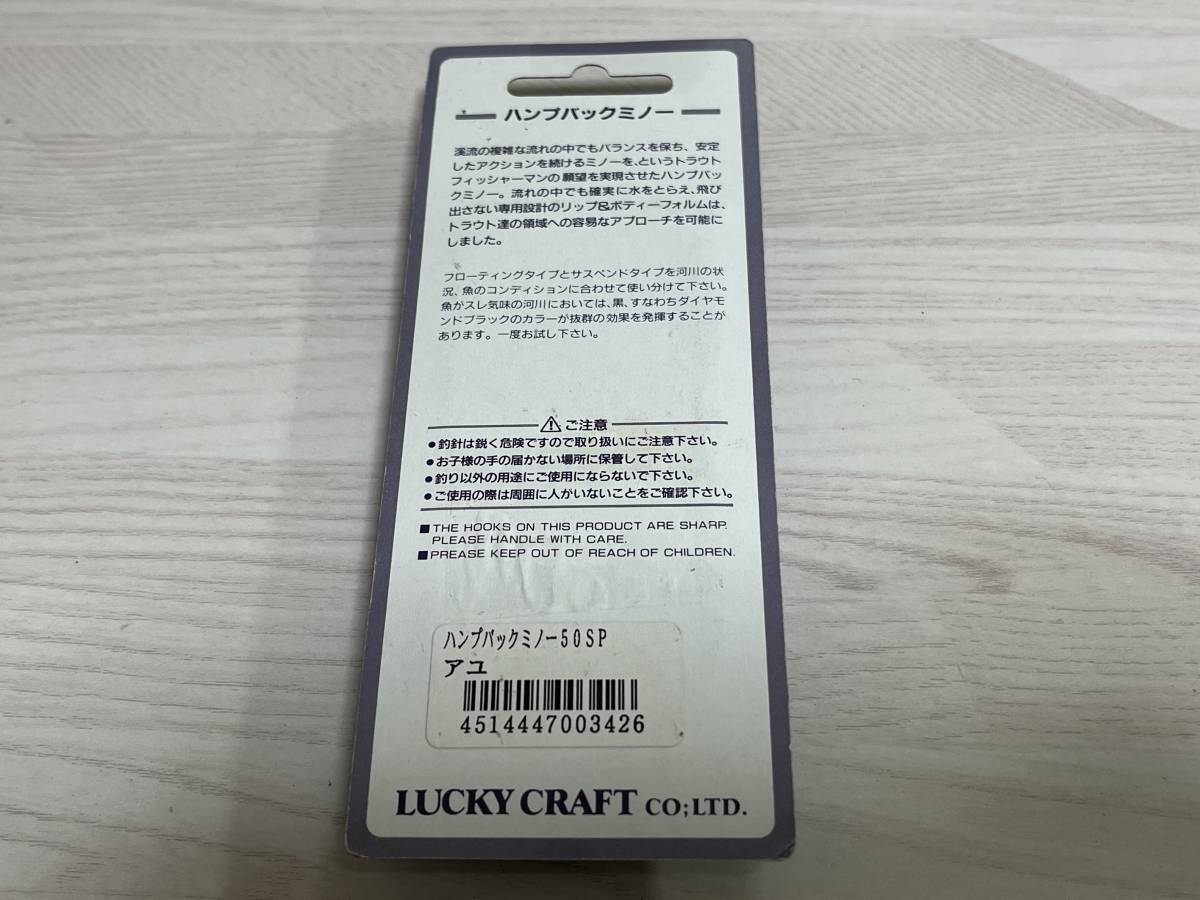 ハンプバックミノー
渓流の複雑な流れの中でもバランスを保ち、安定
したアクションを続けるミノーを、というトラウト
フィッシャーマンの願望を実現させたハンプバッ
クミノー。流れの中でも確実に水をとらえ、飛び
出さない専用設計のリップ&ボディーフォルムは、
トラウト達の領域への容易なアプローチを可能に
しました。
フローティングタイプとサスペンドタイプを河川の状
況、魚のコンディションに合わせて使い分けて下さい。
魚がスレ気味の河川においては、黒、すなわちダイヤモ
ンドブラックのカラーが抜群の効果を発揮することが
あります。一度お試し下さい。
ご注意
●釣針は鋭く危険ですので取り扱いにご注意下さい。
●お子様の手の届かない場所に保管して下さい。
●釣り以外の用途にご使用にならないで下さい。
●ご使用の際は周囲に人がいないことをご確認下さい。
■THE HOOKS ON THIS PRODUCT ARE SHARP.
PLEASE HANDLE WITH CARE.
■PREASE KEEP OUT OF REACH OF CHILDREN.
ハンプバックミノー50SP
アユ
4514447003426
LUCKY CRAFT CO;LTD.